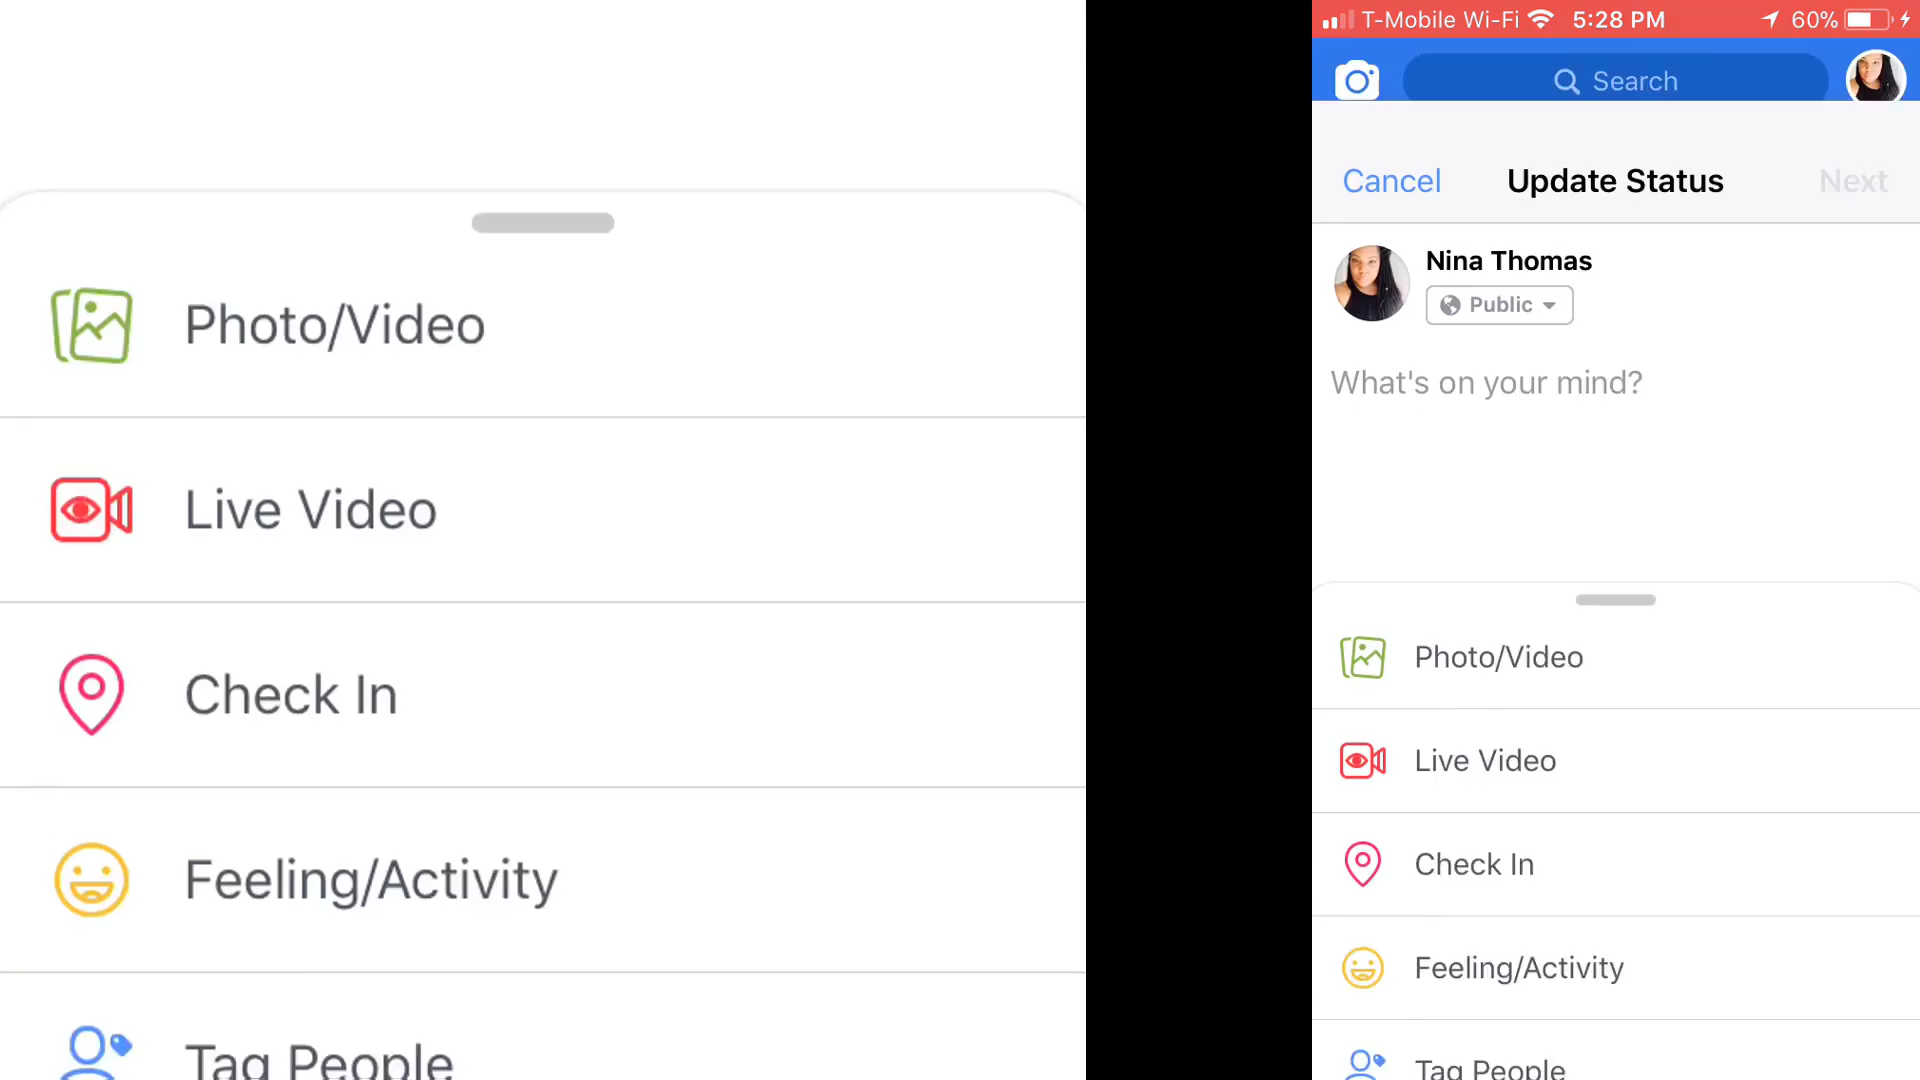 Photo/Video
Live Video
Check In
Feeling/Activity
Tag People
T-Mobile Wi-Fi 5:28 PM 60%
Search
Cancel Update Status Next
Nina Thomas
Public
What's on your mind?
Photo/Video
Live Video
Check In
Feeling/Activity
Tag People